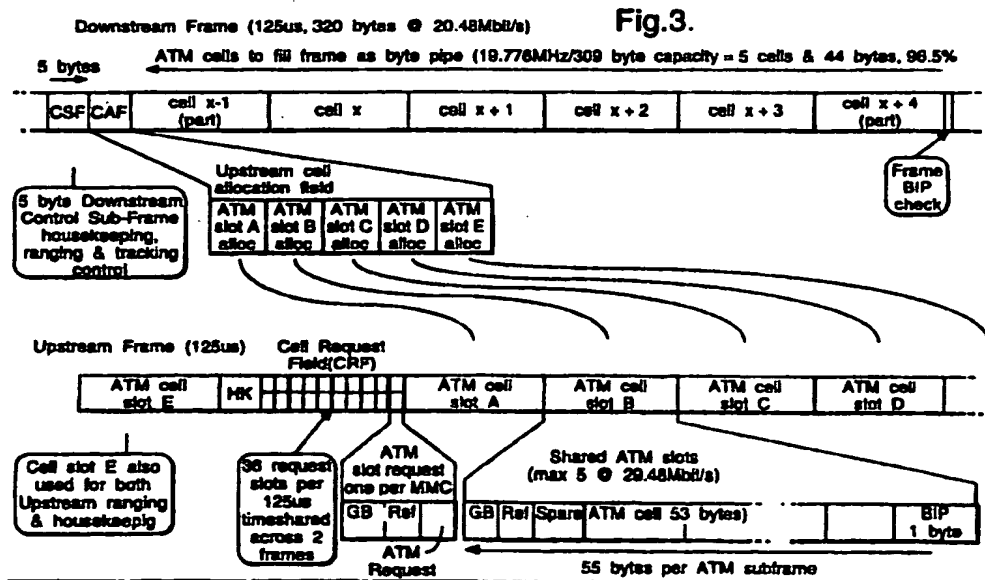 Fig.3.
Downstream Frame (125us, 320 bytes @ 20.48Mbit/s)
5 bytes
ATM cells to fill frame as byte pipe (19.776MHz/309 byte capacity = 5 cells & 44 bytes, 96.5%
CSF CAF
cell x-1
(part)
cell x
cell x + 1
cell x + 2
cell x + 3
cell x + 4
(part)
Frame
BIP
check
5 byte Downstream
Control Sub-Frame
housekeeping,
ranging & tracking
control
Upstream cell
allocation field
ATM
slot A
alloc
ATM
slot B
alloc
ATM
slot C
alloc
ATM
slot D
alloc
ATM
slot E
alloc
Upstream Frame (125us)
Cell Request
Field(CRF)
ATM cell
slot E
HK
ATM cell
slot A
ATM cell
slot B
ATM cell
slot C
ATM cell
slot D
Cell slot E also
used for both
Upstream ranging
& housekeepig
36 request
slots per
125us
timeshared
across 2
frames
ATM
slot request
one per MMC
GB Ref
ATM
Request
Shared ATM slots
(max 5 @ 29.48Mbit/s)
GB Ref Spare ATM cell 53 bytes)
BIP
1 byte
55 bytes per ATM subframe